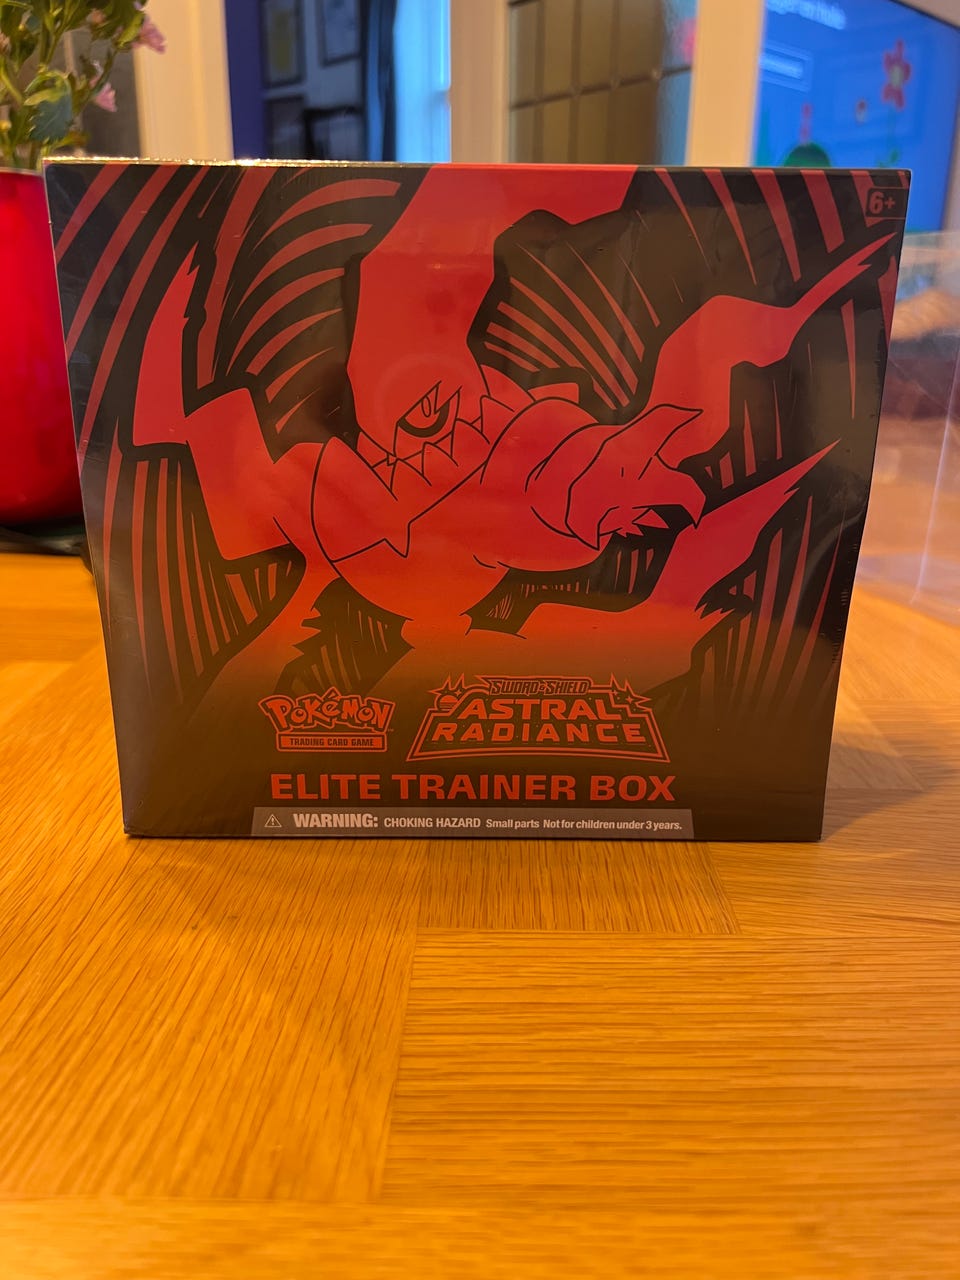 6+
POKÉMON
TRADING CARD GAME
SWORD & SHIELD
ASTRAL
RADIANCE
ELITE TRAINER BOX
WARNING: CHOKING HAZARD Small parts Not for children under 3 years.